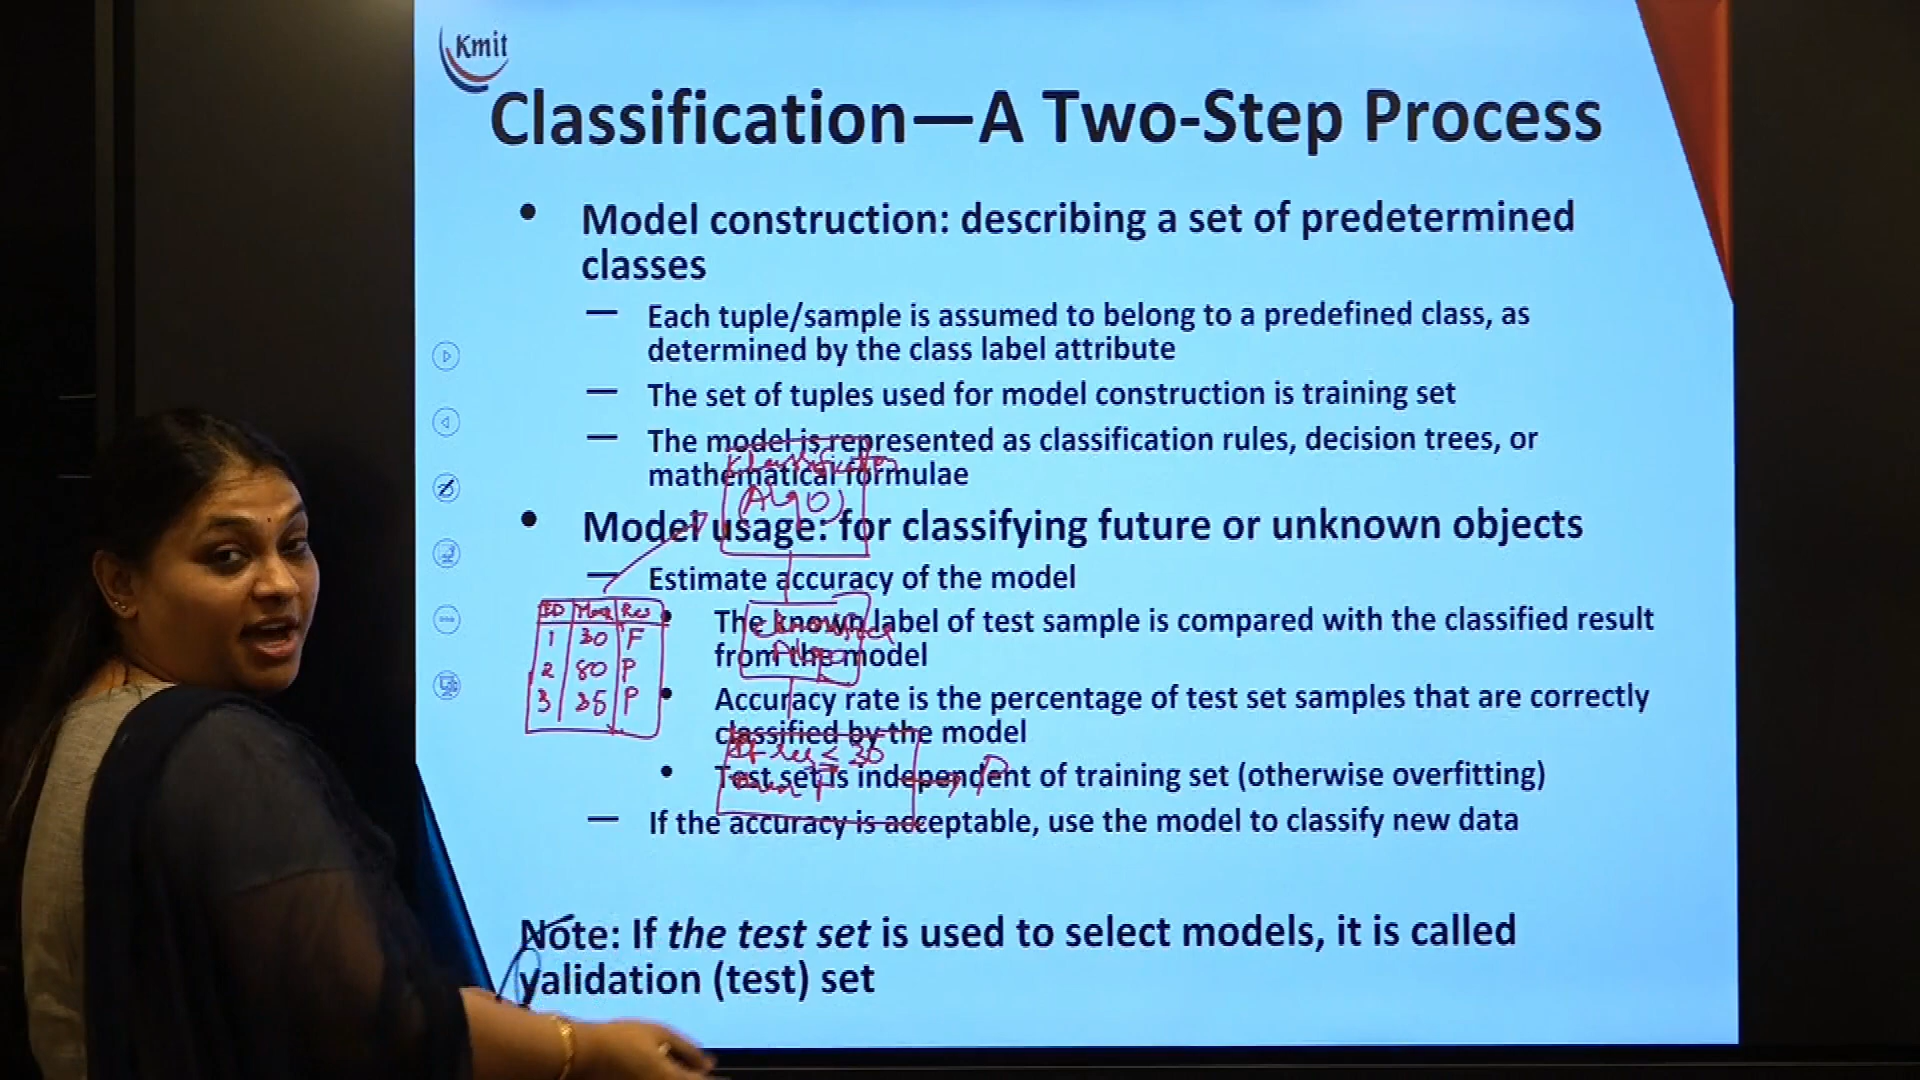 Kmit
Classification—A Two-Step Process
• Model construction: describing a set of predetermined
classes
— Each tuple/sample is assumed to belong to a predefined class, as
determined by the class label attribute
— The set of tuples used for model construction is training set
— The model is represented as classification rules, decision trees, or
mathematical formulae
(Algo)
• Model usage: for classifying future or unknown objects
— Estimate accuracy of the model
• The known label of test sample is compared with the classified result
from the model
Algo
• Accuracy rate is the percentage of test set samples that are correctly
classified by the model
≤ 30
• Test set is independent of training set (otherwise overfitting)
P
— If the accuracy is acceptable, use the model to classify new data
Res
1 30 F
2 80 P
3 35 P
Note: If the test set is used to select models, it is called
validation (test) set